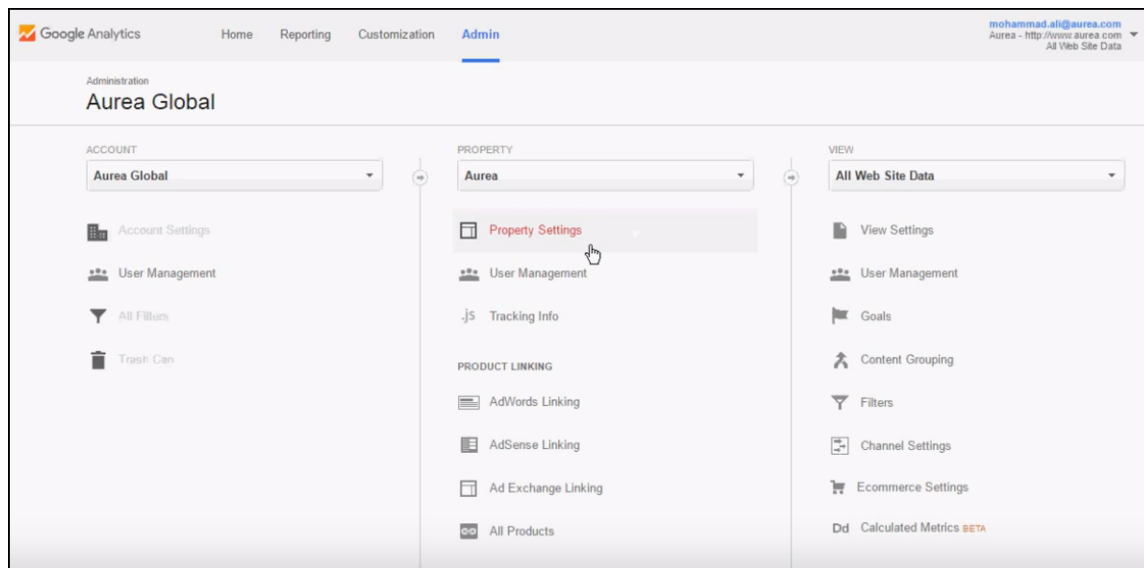 Google Analytics
Home
Reporting
Customization
Admin
mohammad.ali@aurea.com
Aurea - http://www.aurea.com
All Web Site Data
Administration
Aurea Global
ACCOUNT
Aurea Global
Account Settings
User Management
All Filters
Trash Can
PROPERTY
Aurea
Property Settings
User Management
.js Tracking Info
PRODUCT LINKING
AdWords Linking
AdSense Linking
Ad Exchange Linking
All Products
VIEW
All Web Site Data
View Settings
User Management
Goals
Content Grouping
Filters
Channel Settings
Ecommerce Settings
Dd Calculated Metrics BETA